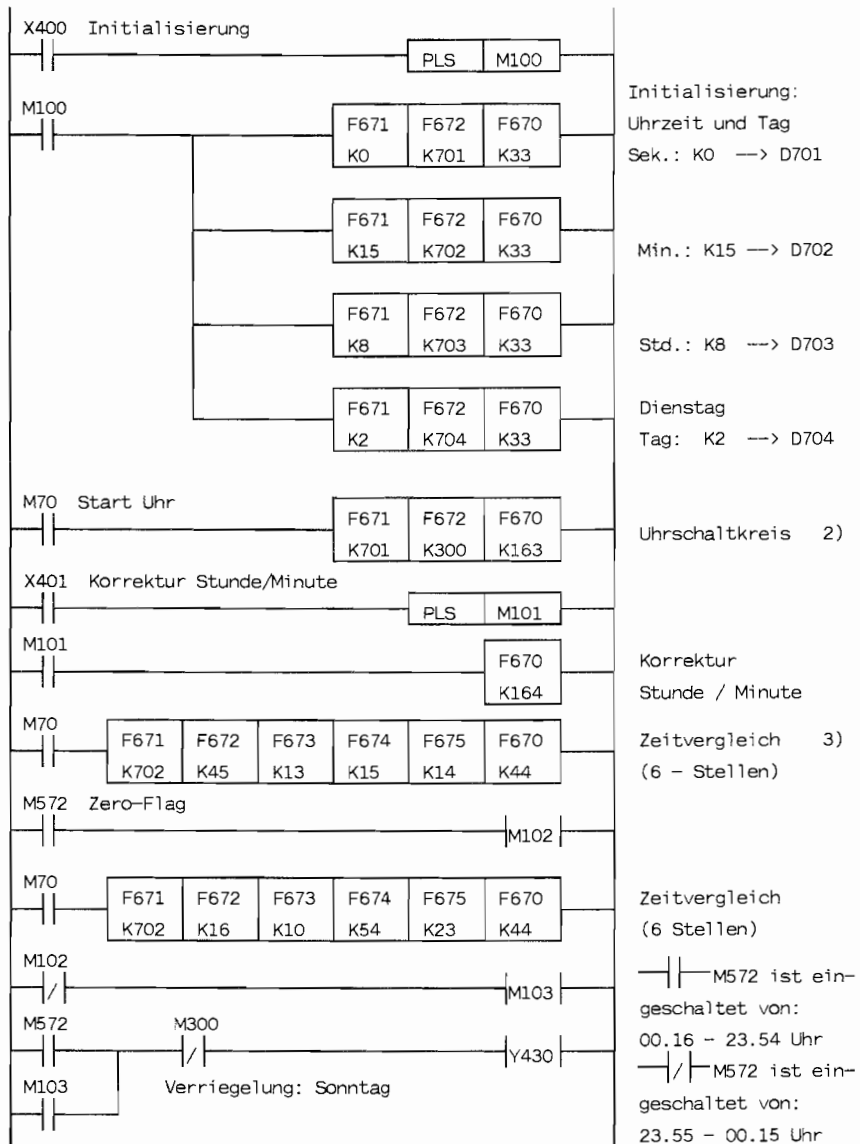 X400 Initialisierung
PLS M100
Initialisierung:
M100
F671 F672 F670
Uhrzeit und Tag
K0 K701 K33
Sek.: K0 —> D701
F671 F672 F670
K15 K702 K33
Min.: K15 —> D702
F671 F672 F670
K8 K703 K33
Std.: K8 —> D703
F671 F672 F670
Dienstag
K2 K704 K33
Tag: K2 —> D704
M70 Start Uhr
F671 F672 F670
K701 K300 K163
Uhrschaltkreis 2)
X401 Korrektur Stunde/Minute
PLS M101
M101
F670
Korrektur
K164
Stunde / Minute
M70
F671 F672 F673 F674 F675 F670
Zeitvergleich 3)
K702 K45 K13 K15 K14 K44
(6 - Stellen)
M572 Zero-Flag
M102
M70
F671 F672 F673 F674 F675 F670
Zeitvergleich
K702 K16 K10 K54 K23 K44
(6 Stellen)
M102
M103
M572 ist ein-
geschaltet von:
M572 M300
Y430
00.16 - 23.54 Uhr
M572 ist ein-
M103 Verriegelung: Sonntag
geschaltet von:
23.55 - 00.15 Uhr